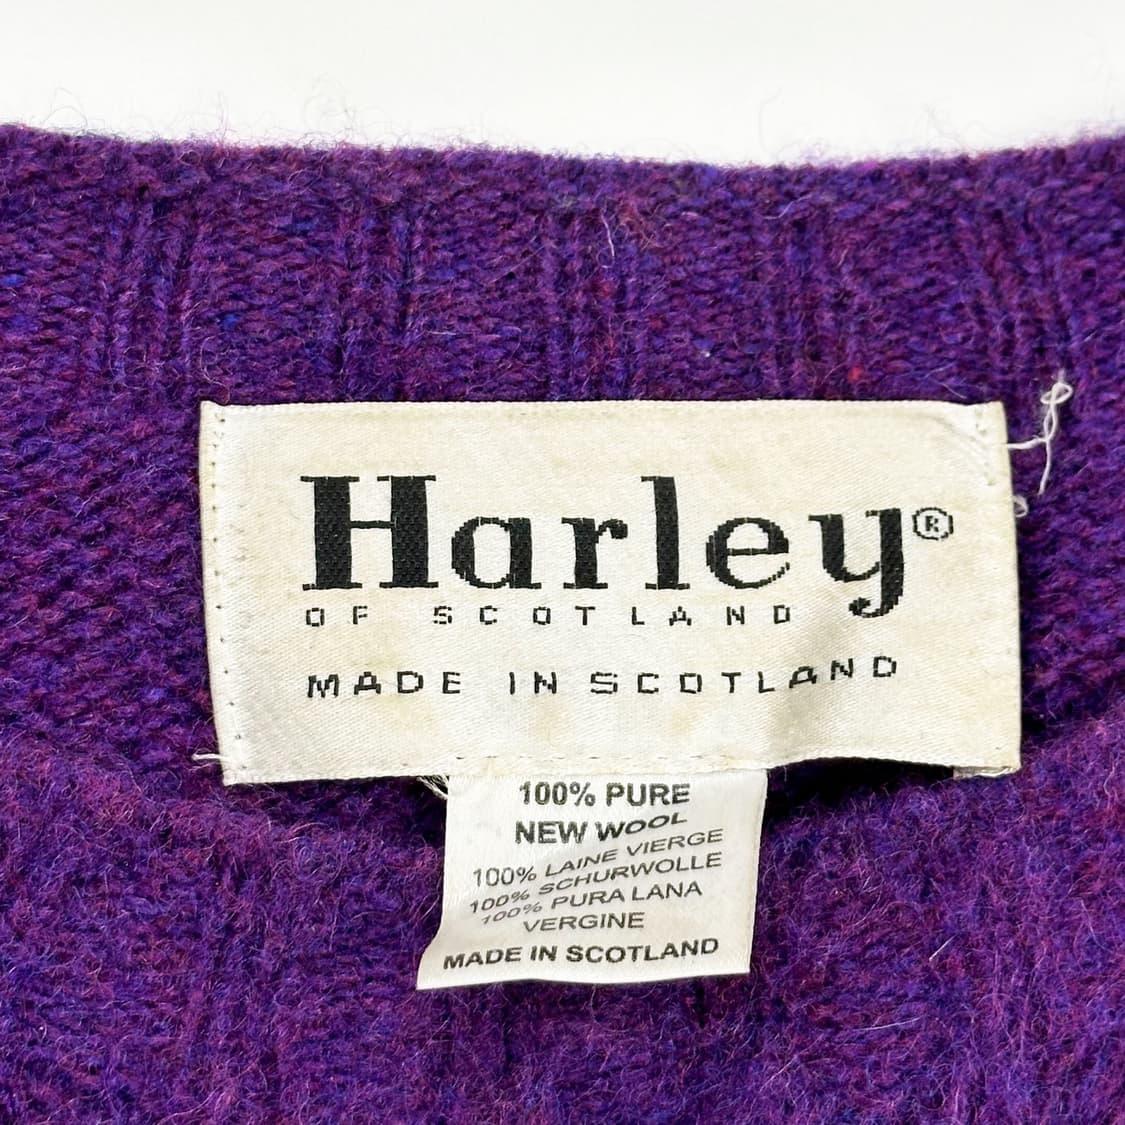 Harley®
OF SCOTLAND
MADE IN SCOTLAND
100% PURE
NEW WOOL
100% LAINE VIERGE
100% SCHURWOLLE
100% PURA LANA
VERGINE
MADE IN SCOTLAND